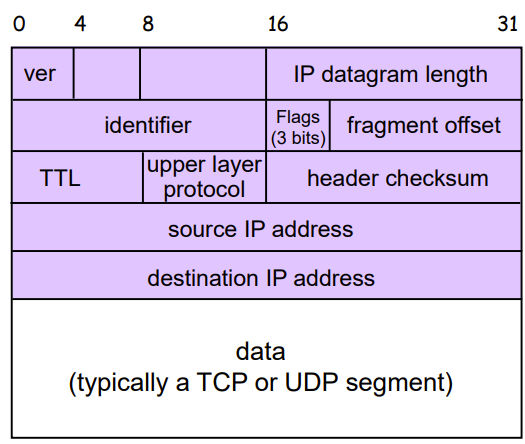 0 4 8 16 31
ver IP datagram length
identifier Flags (3 bits) fragment offset
TTL upper layer protocol header checksum
source IP address
destination IP address
data
(typically a TCP or UDP segment)